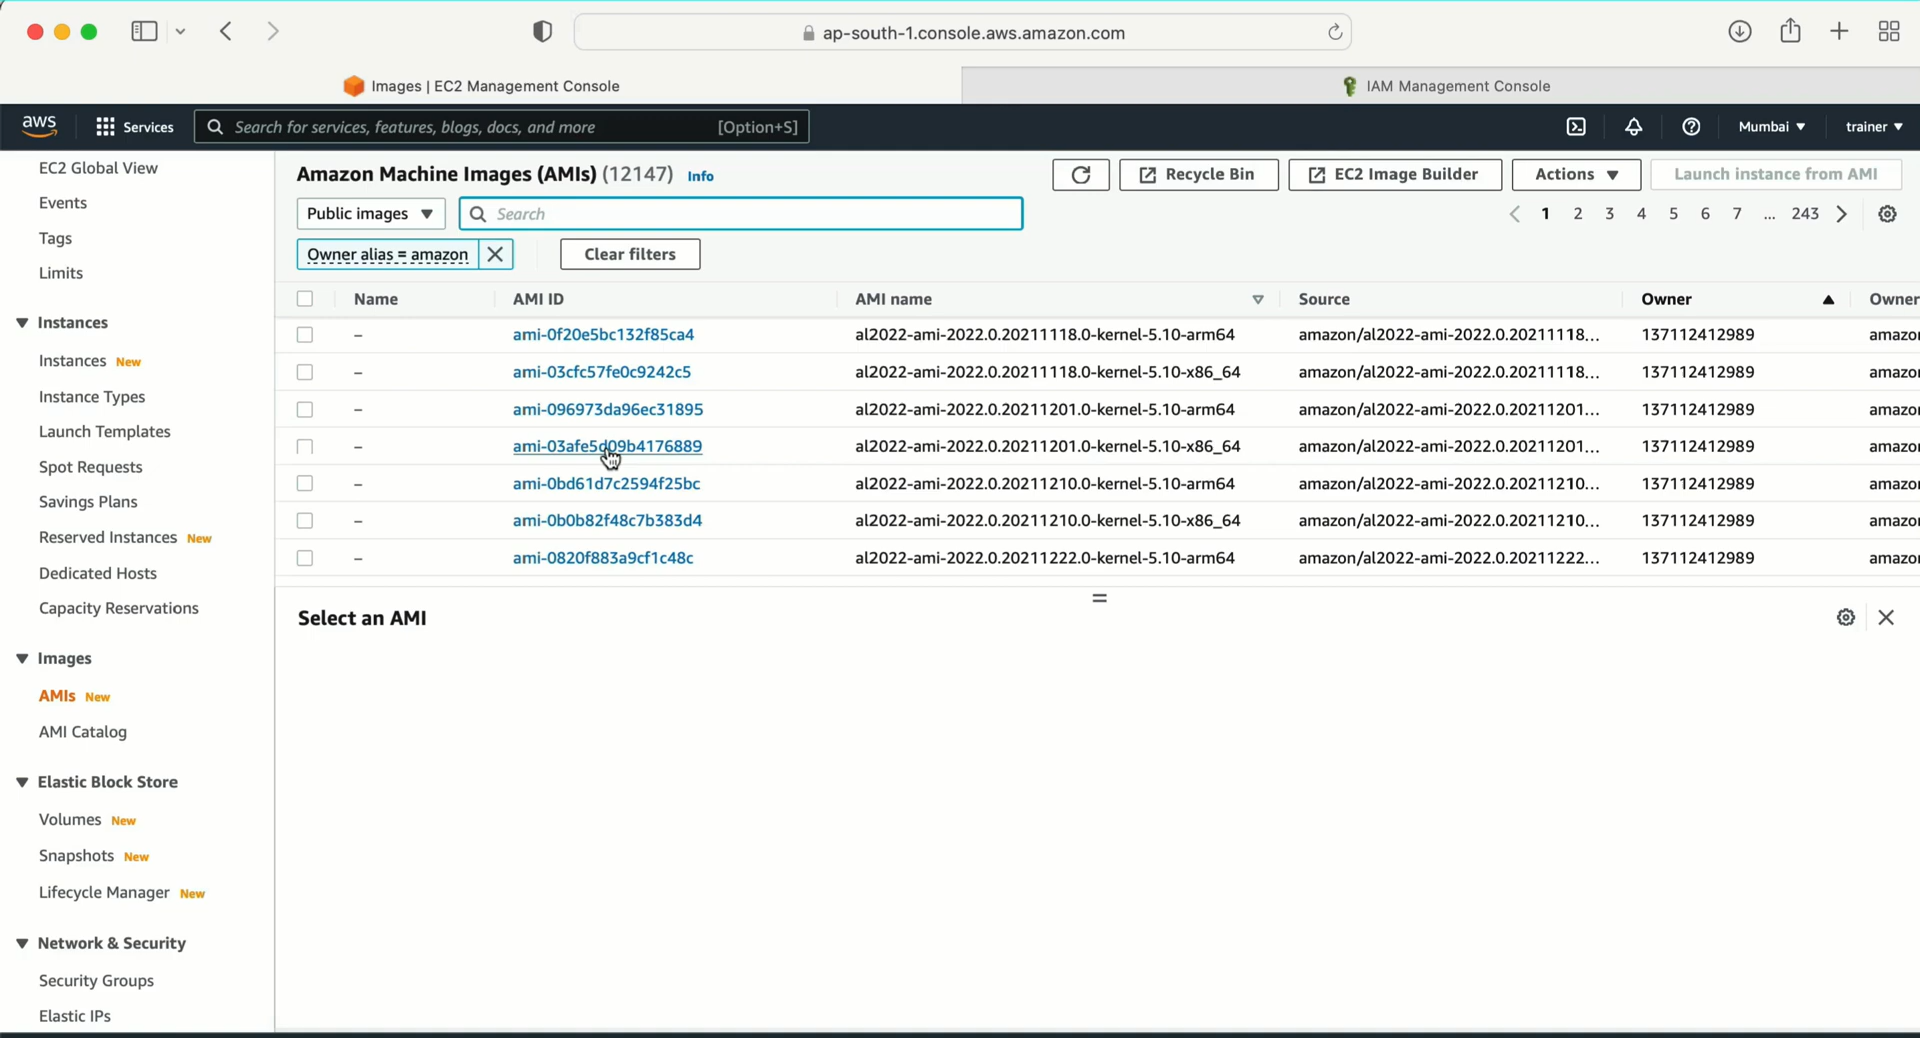 ap-south-1.console.aws.amazon.com
Images | EC2 Management Console
IAM Management Console
aws
Services
Search for services, features, blogs, docs, and more
[Option+S]
Mumbai
trainer
EC2 Global View
Events
Tags
Limits
Instances
Instances New
Instance Types
Launch Templates
Spot Requests
Savings Plans
Reserved Instances New
Dedicated Hosts
Capacity Reservations
Images
AMIs New
AMI Catalog
Elastic Block Store
Volumes New
Snapshots New
Lifecycle Manager New
Network & Security
Security Groups
Elastic IPs
Amazon Machine Images (AMIs) (12147) Info
Recycle Bin
EC2 Image Builder
Actions
Launch instance from AMI
Public images
Search
1 2 3 4 5 6 7 ... 243
Owner alias = amazon
Clear filters
Name AMI ID AMI name Source Owner Owner
– ami-0f20e5bc132f85ca4 al2022-ami-2022.0.20211118.0-kernel-5.10-arm64 amazon/al2022-ami-2022.0.20211118... 137112412989 amazo
– ami-03cfc57fe0c9242c5 al2022-ami-2022.0.20211118.0-kernel-5.10-x86_64 amazon/al2022-ami-2022.0.20211118... 137112412989 amazo
– ami-096973da96ec31895 al2022-ami-2022.0.20211201.0-kernel-5.10-arm64 amazon/al2022-ami-2022.0.20211201... 137112412989 amazo
– ami-03afe5d09b4176889 al2022-ami-2022.0.20211201.0-kernel-5.10-x86_64 amazon/al2022-ami-2022.0.20211201... 137112412989 amazo
– ami-0bd61d7c2594f25bc al2022-ami-2022.0.20211210.0-kernel-5.10-arm64 amazon/al2022-ami-2022.0.20211210... 137112412989 amazo
– ami-0b0b82f48c7b383d4 al2022-ami-2022.0.20211210.0-kernel-5.10-x86_64 amazon/al2022-ami-2022.0.20211210... 137112412989 amazo
– ami-0820f883a9cf1c48c al2022-ami-2022.0.20211222.0-kernel-5.10-arm64 amazon/al2022-ami-2022.0.20211222... 137112412989 amazo
Select an AMI